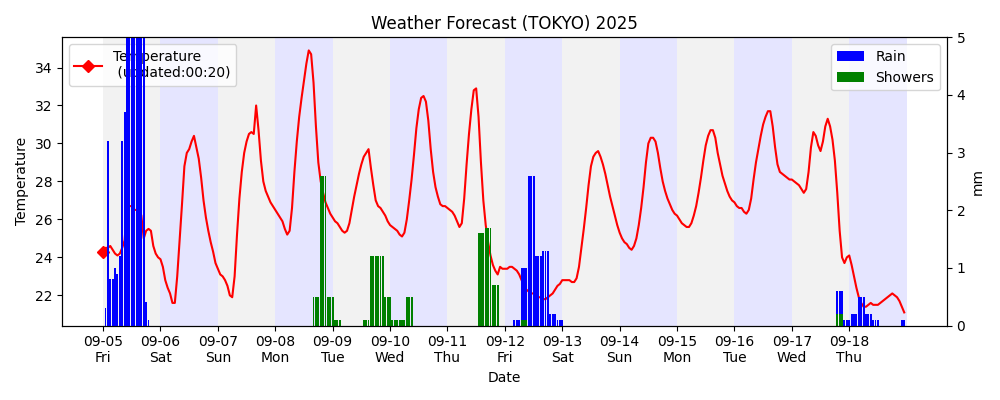 Weather Forecast (TOKYO) 2025
Temperature
(updated:00:20)
Rain
Showers
34
32
30
28
26
24
22
Temperature
5
4
3
2
1
0
mm
09-05 09-06 09-07 09-08 09-09 09-10 09-11 09-12 09-13 09-14 09-15 09-16 09-17 09-18
Fri Sat Sun Mon Tue Wed Thu Fri Sat Sun Mon Tue Wed Thu
Date